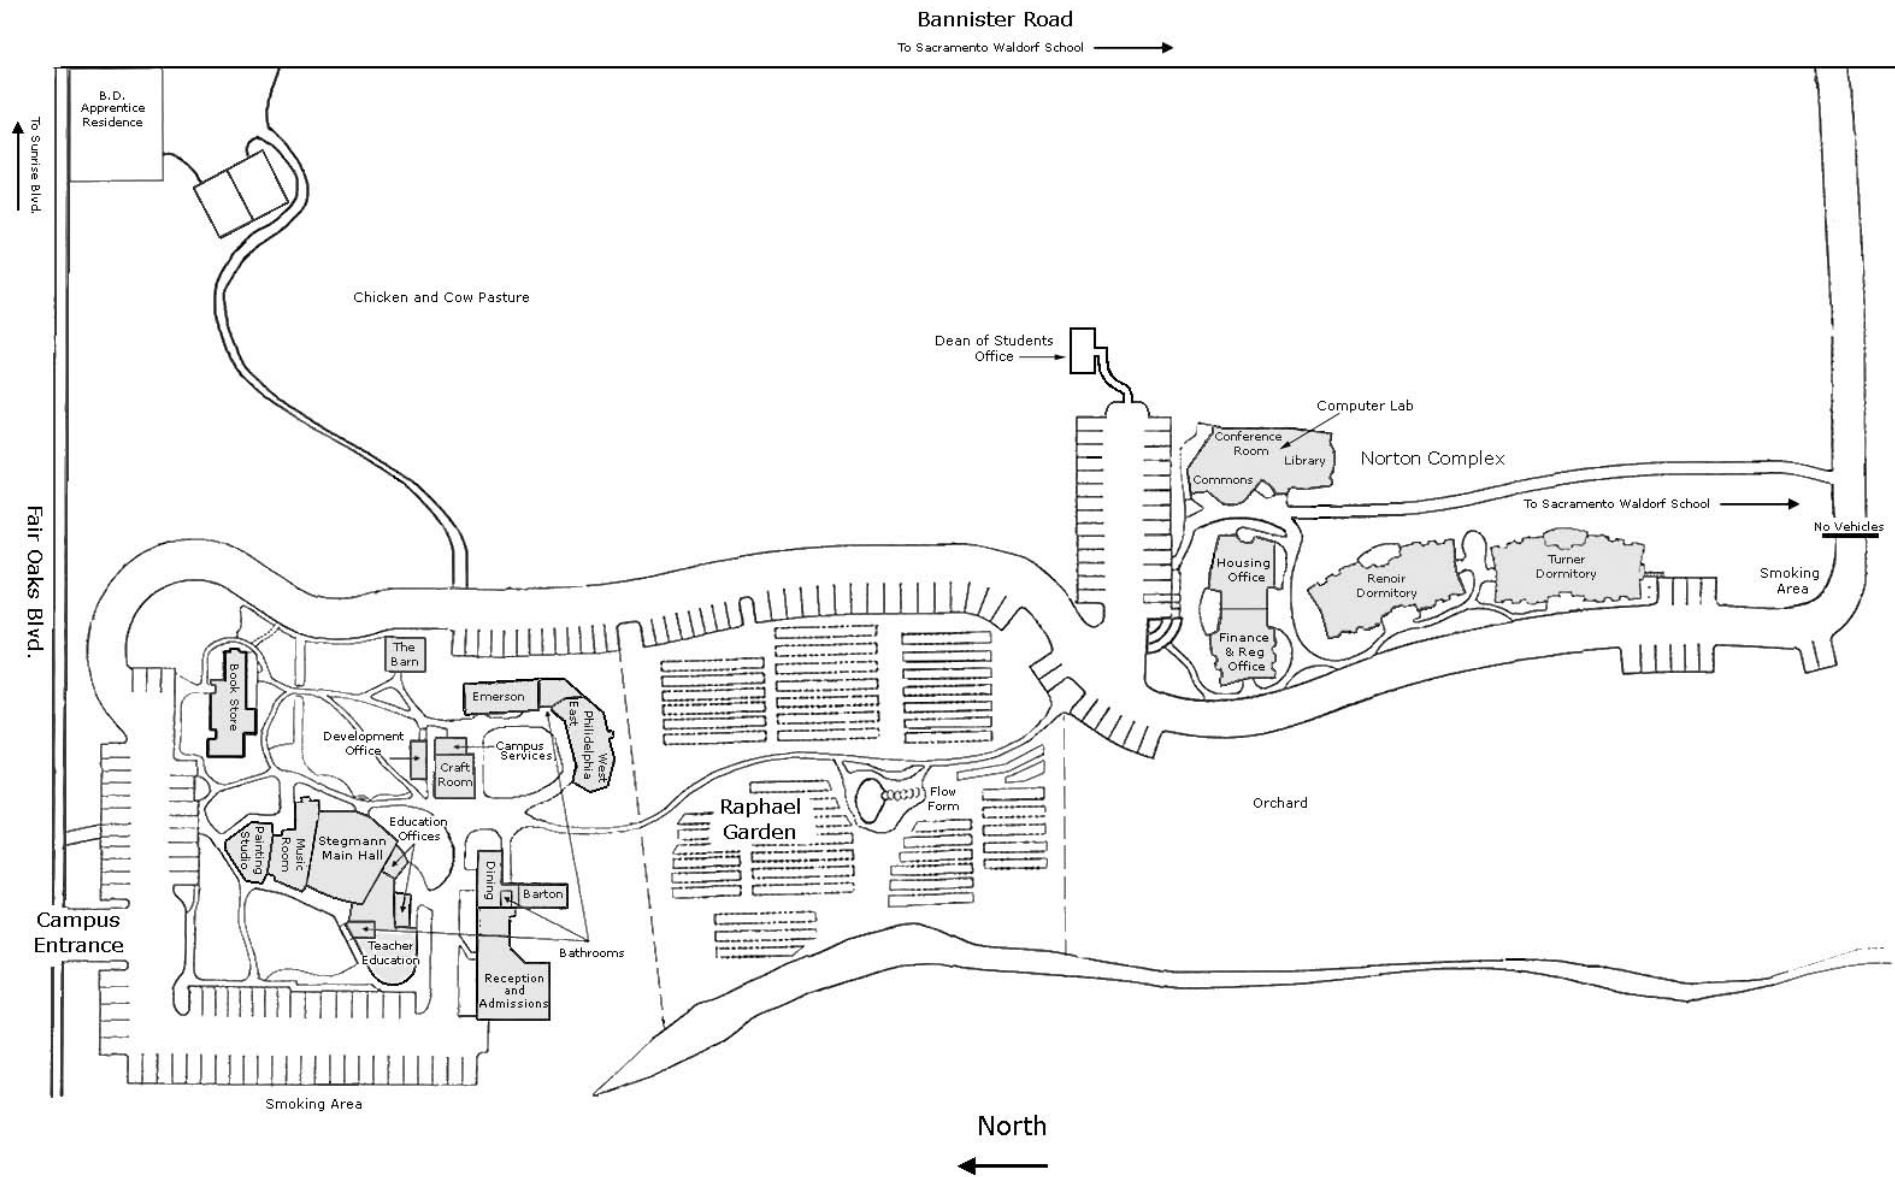 Bannister Road
To Sacramento Waldorf School
B.D.
Apprentice
Residence
To Sunrise Blvd.
Chicken and Cow Pasture
Dean of Students
Office
Computer Lab
Conference
Room
Library
Commons
Norton Complex
To Sacramento Waldorf School
No Vehicles
Fair Oaks Blvd.
Housing
Office
Renoir
Dormitory
Turner
Dormitory
Smoking
Area
Finance
& Reg
Office
The
Barn
Book Store
Emerson
East
Philidelphia
West
Development
Office
Campus
Services
Craft
Room
Raphael
Garden
Flow
Form
Orchard
Education
Offices
Painting
Studio
Music
Room
Stegmann
Main Hall
Dining
Barton
Campus
Entrance
Teacher
Education
Bathrooms
Reception
and
Admissions
Smoking Area
North